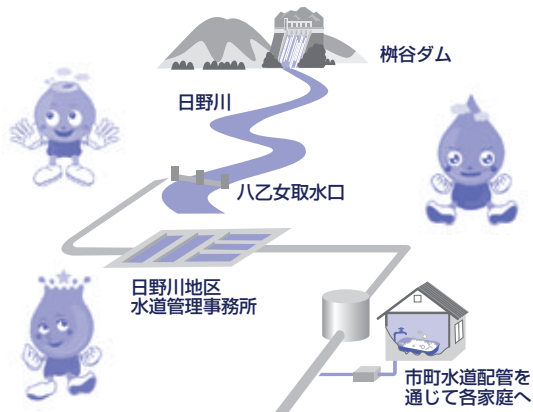 桝谷ダム
日野川
八乙女取水口
日野川地区
水道管理事務所
市町水道配管を
通じて各家庭へ